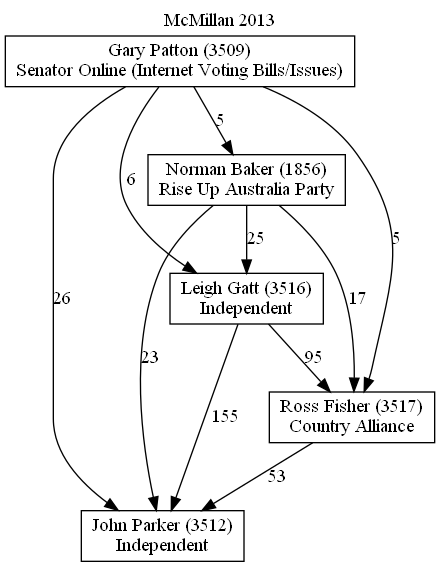 McMillan 2013
Gary Patton (3509)
Senator Online (Internet Voting Bills/Issues)
5
Norman Baker (1856)
Rise Up Australia Party
6
25
5
Leigh Gatt (3516)
Independent
26
17
23
95
155
Ross Fisher (3517)
Country Alliance
53
John Parker (3512)
Independent